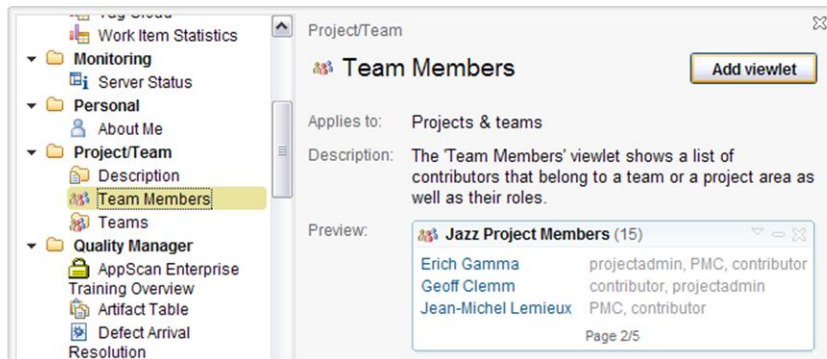 Tag Cloud
Work Item Statistics
Monitoring
Server Status
Personal
About Me
Project/Team
Description
Team Members
Teams
Quality Manager
AppScan Enterprise
Training Overview
Artifact Table
Defect Arrival
Resolution
Project/Team
Team Members
Add viewlet
Applies to: Projects & teams
Description: The 'Team Members' viewlet shows a list of
contributors that belong to a team or a project area as
well as their roles.
Preview:
Jazz Project Members (15)
Erich Gamma projectadmin, PMC, contributor
Geoff Clemm contributor, projectadmin
Jean-Michel Lemieux PMC, contributor
Page 2/5